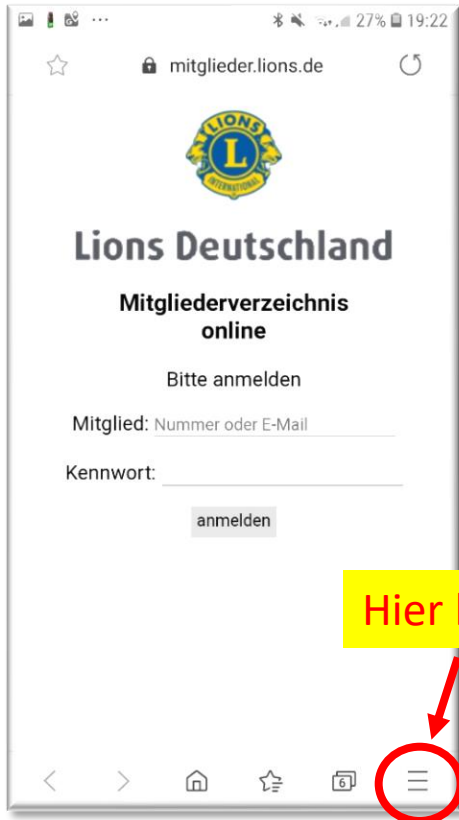 27% 19:22
mitglieder.lions.de
LIONS
L
INTERNATIONAL
Lions Deutschland
Mitgliederverzeichnis
online
Bitte anmelden
Mitglied: Nummer oder E-Mail
Kennwort:
anmelden
Hier
6